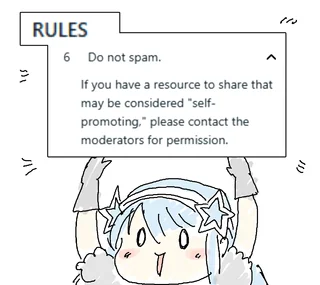 RULES
6 Do not spam.
If you have a resource to share that
may be considered "self-
promoting," please contact the
moderators for permission.